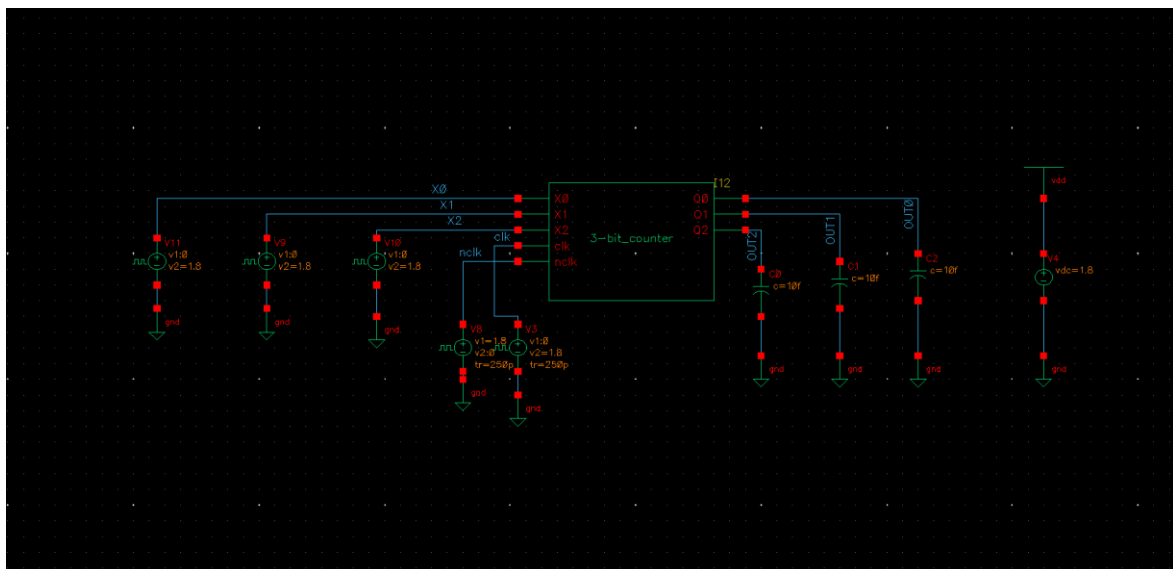 I12
X0
X1
X2
clk
nclk
X0
X1
X2
clk
nclk
3-bit_counter
Q0
Q1
Q2
OUT0
OUT1
OUT2
vdd
V11
v1:0
v2=1.8
gnd
V9
v1:0
v2=1.8
gnd
V10
v1:0
v2=1.8
gnd
V8
v1=1.8
v2:0
tr=250p
gnd
V3
v1:0
v2=1.8
tr=250p
gnd
C0
c=10f
gnd
C1
c=10f
gnd
C2
c=10f
gnd
V4
vdc=1.8
gnd